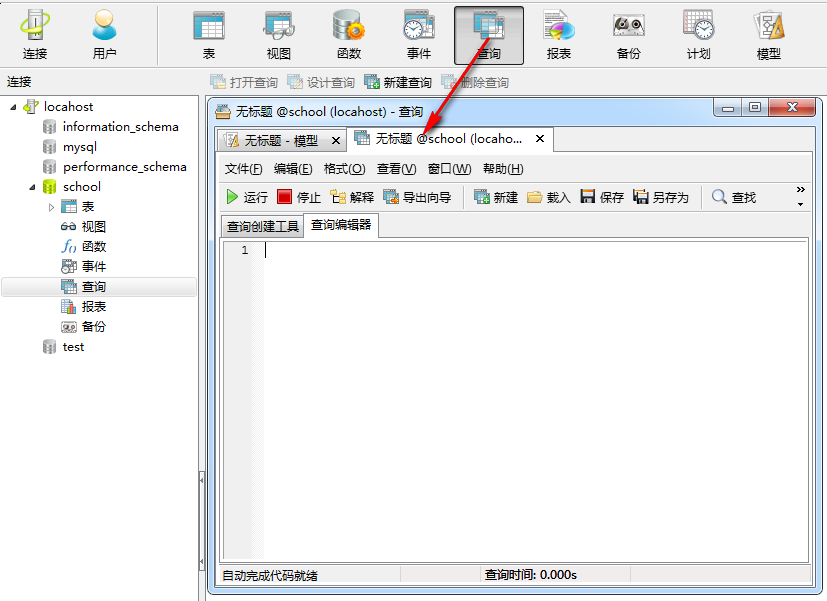 连接 用户 表 视图 函数 事件 查询 报表 备份 计划 模型
连接 打开查询 设计查询 新建查询 删除查询
locahost
information_schema
mysql
performance_schema
school
表
视图
函数
事件
查询
报表
备份
test
无标题 @school (locahost) - 查询
无标题 - 模型 无标题 @school (locaho...
文件(F) 编辑(E) 格式(O) 查看(V) 窗口(W) 帮助(H)
运行 停止 解释 导出向导 新建 载入 保存 另存为 查找
查询创建工具 查询编辑器
1
自动完成代码就绪 查询时间: 0.000s